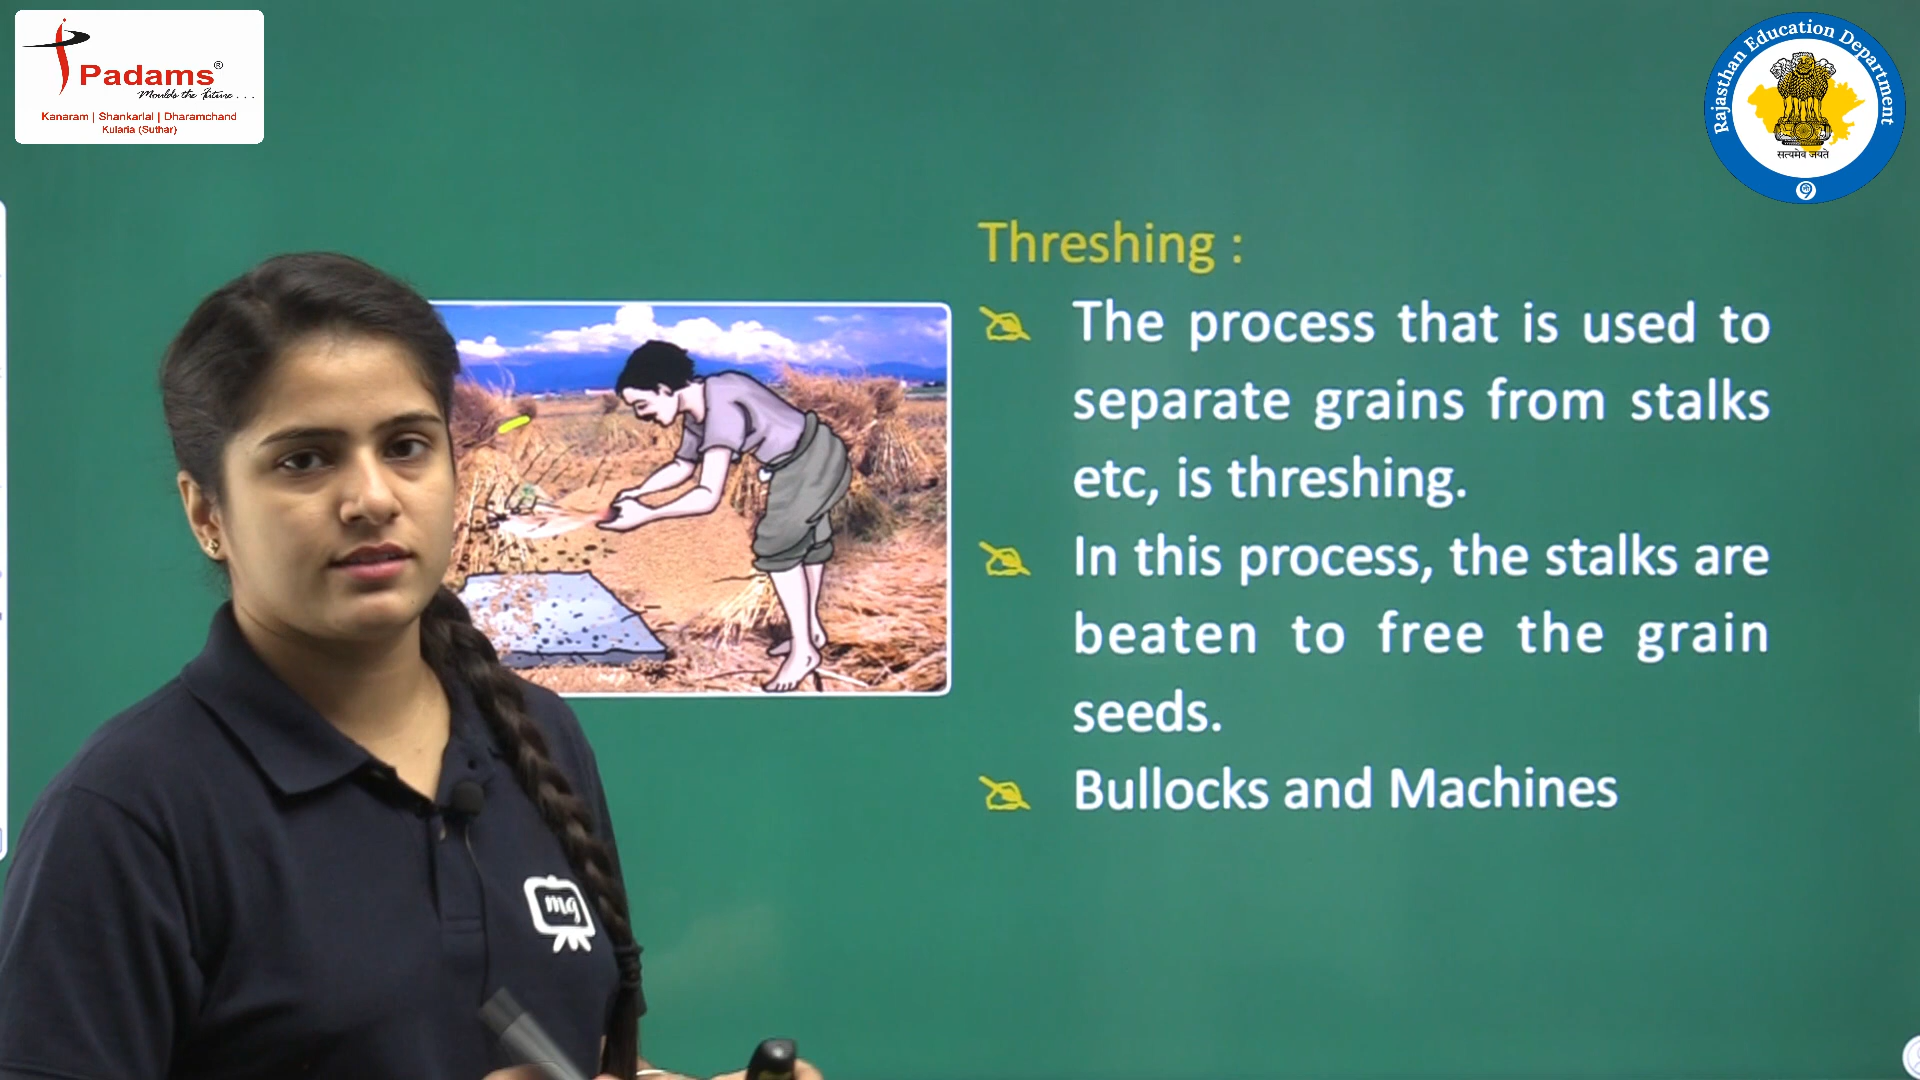 Padams®
Moulds the Future . . .
Kanaram | Shankarlal | Dharamchand
Kularia (Suthar)
Rajasthan Education Department
सत्यमेव जयते
Threshing :
The process that is used to
separate grains from stalks
etc, is threshing.
In this process, the stalks are
beaten to free the grain
seeds.
Bullocks and Machines
mg